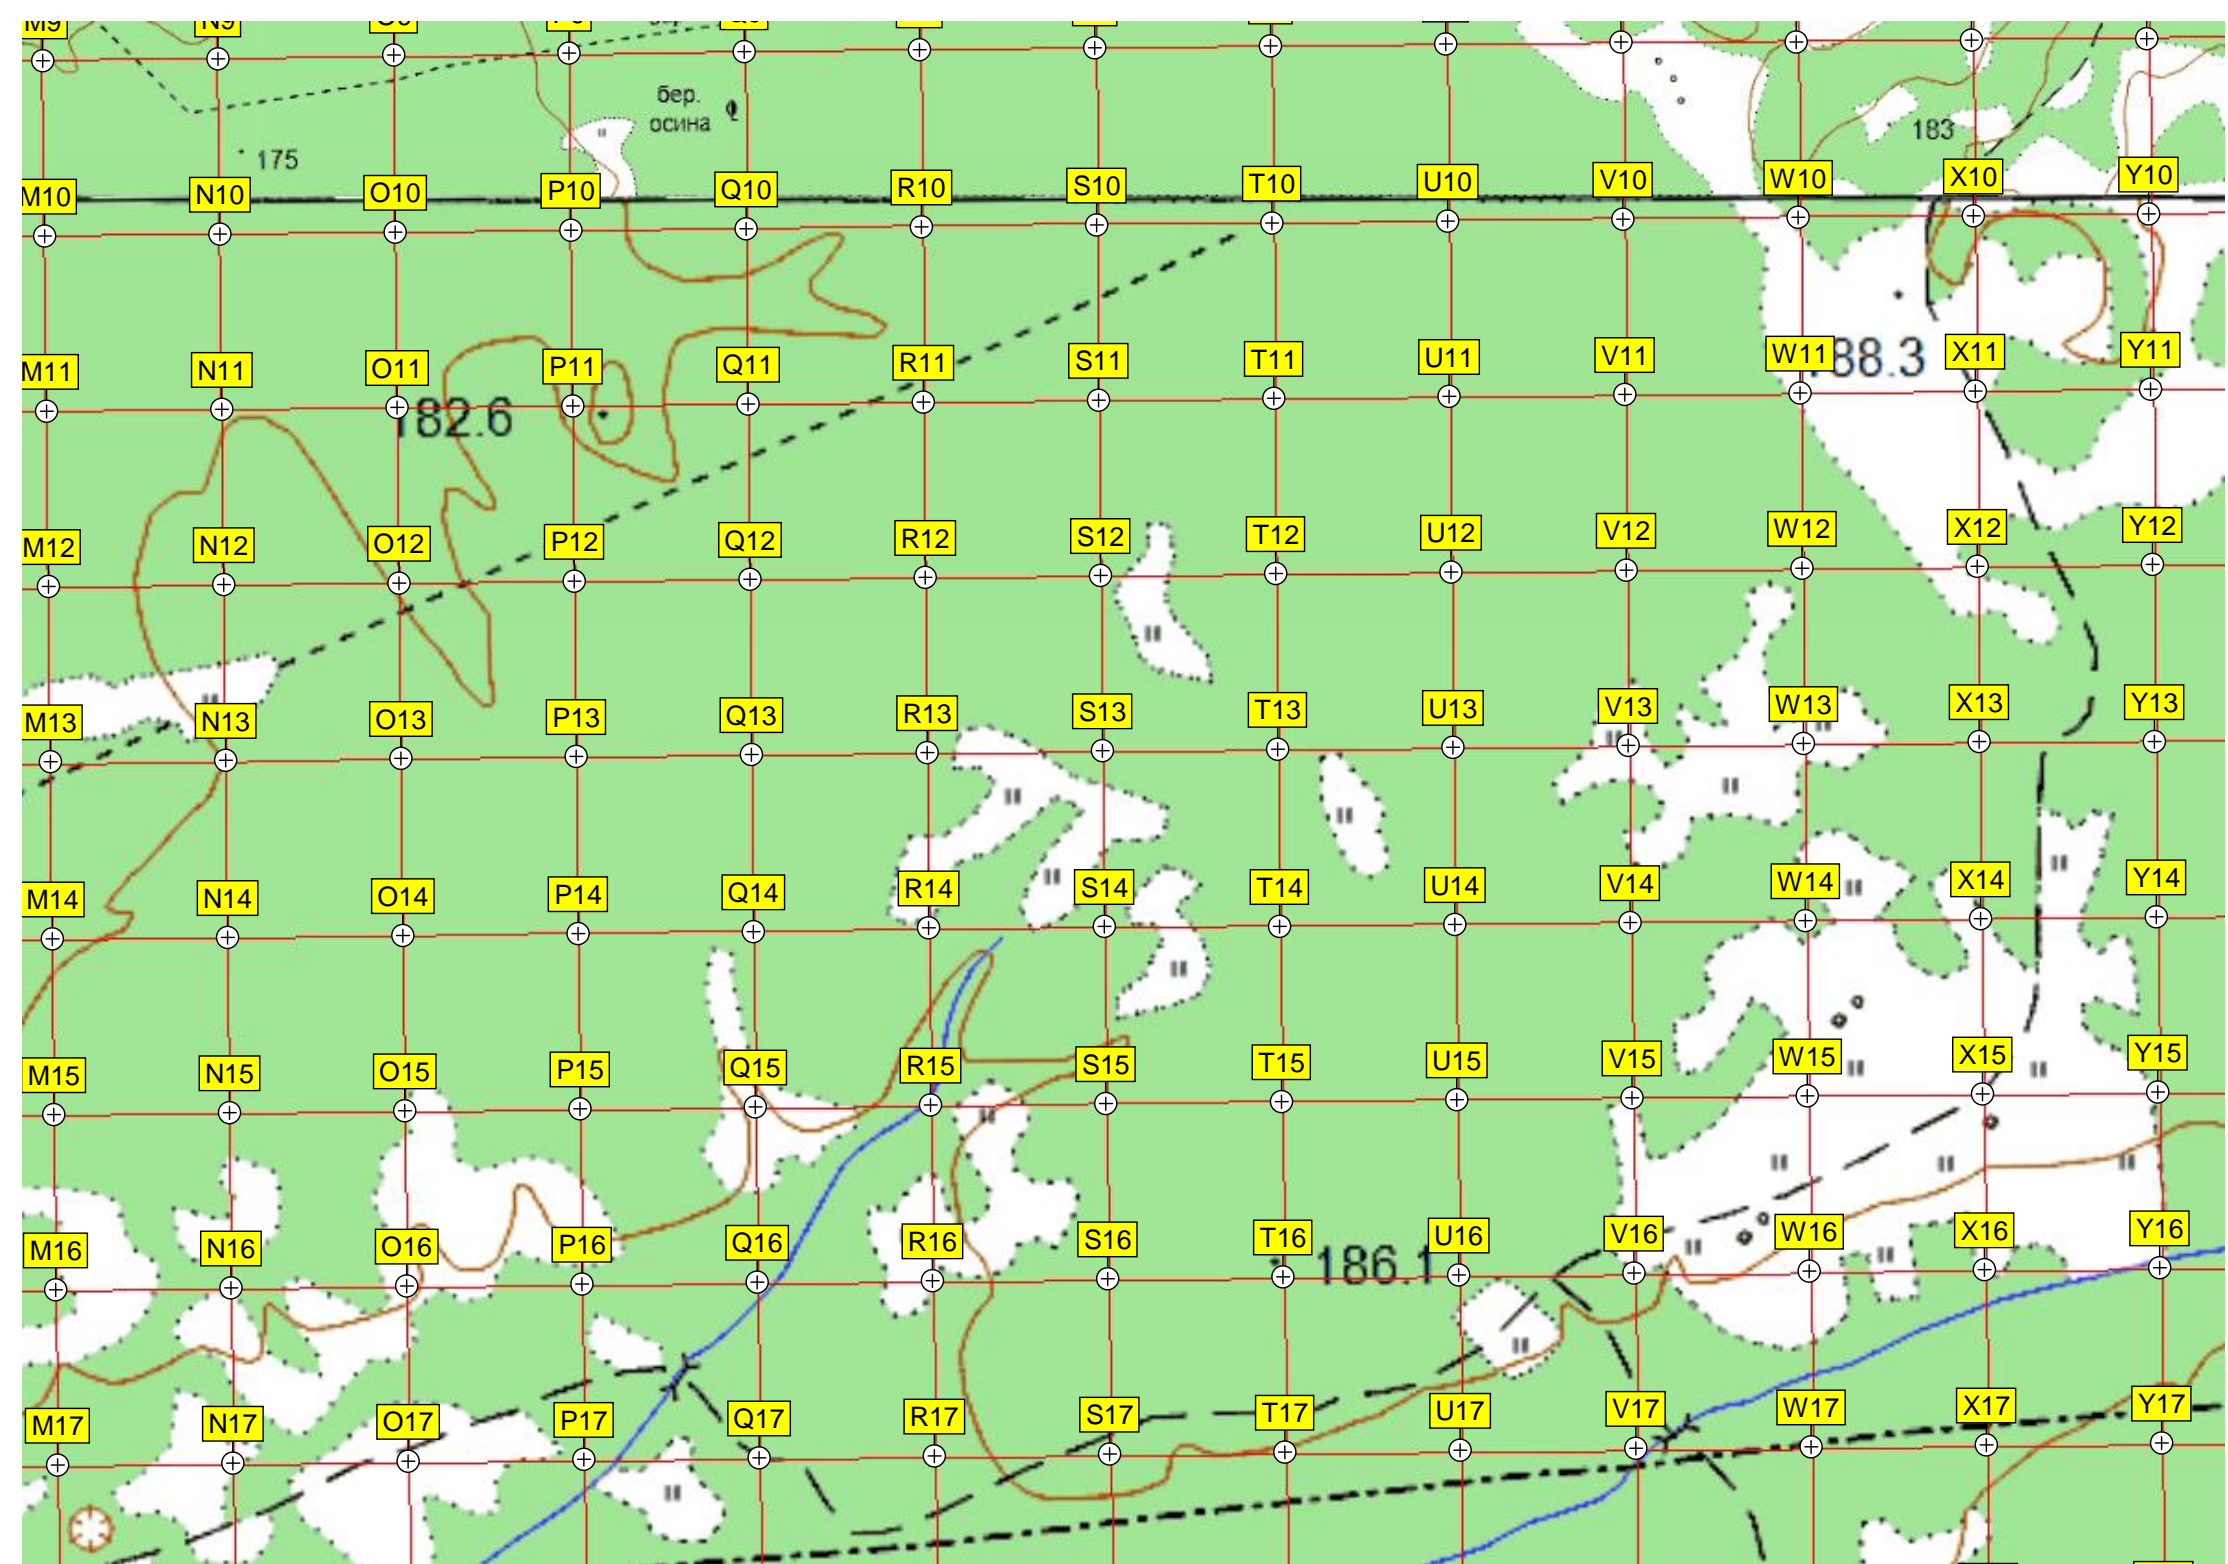 M9 N9
бер.
осина
175
183
M10 N10 O10 P10 Q10 R10 S10 T10 U10 V10 W10 X10 Y10
M11 N11 O11 P11 Q11 R11 S11 T11 U11 V11 W11 88.3 X11 Y11
182.6
M12 N12 O12 P12 Q12 R12 S12 T12 U12 V12 W12 X12 Y12
M13 N13 O13 P13 Q13 R13 S13 T13 U13 V13 W13 X13 Y13
M14 N14 O14 P14 Q14 R14 S14 T14 U14 V14 W14 X14 Y14
M15 N15 O15 P15 Q15 R15 S15 T15 U15 V15 W15 X15 Y15
M16 N16 O16 P16 Q16 R16 S16 T16 186.1 U16 V16 W16 X16 Y16
M17 N17 O17 P17 Q17 R17 S17 T17 U17 V17 W17 X17 Y17